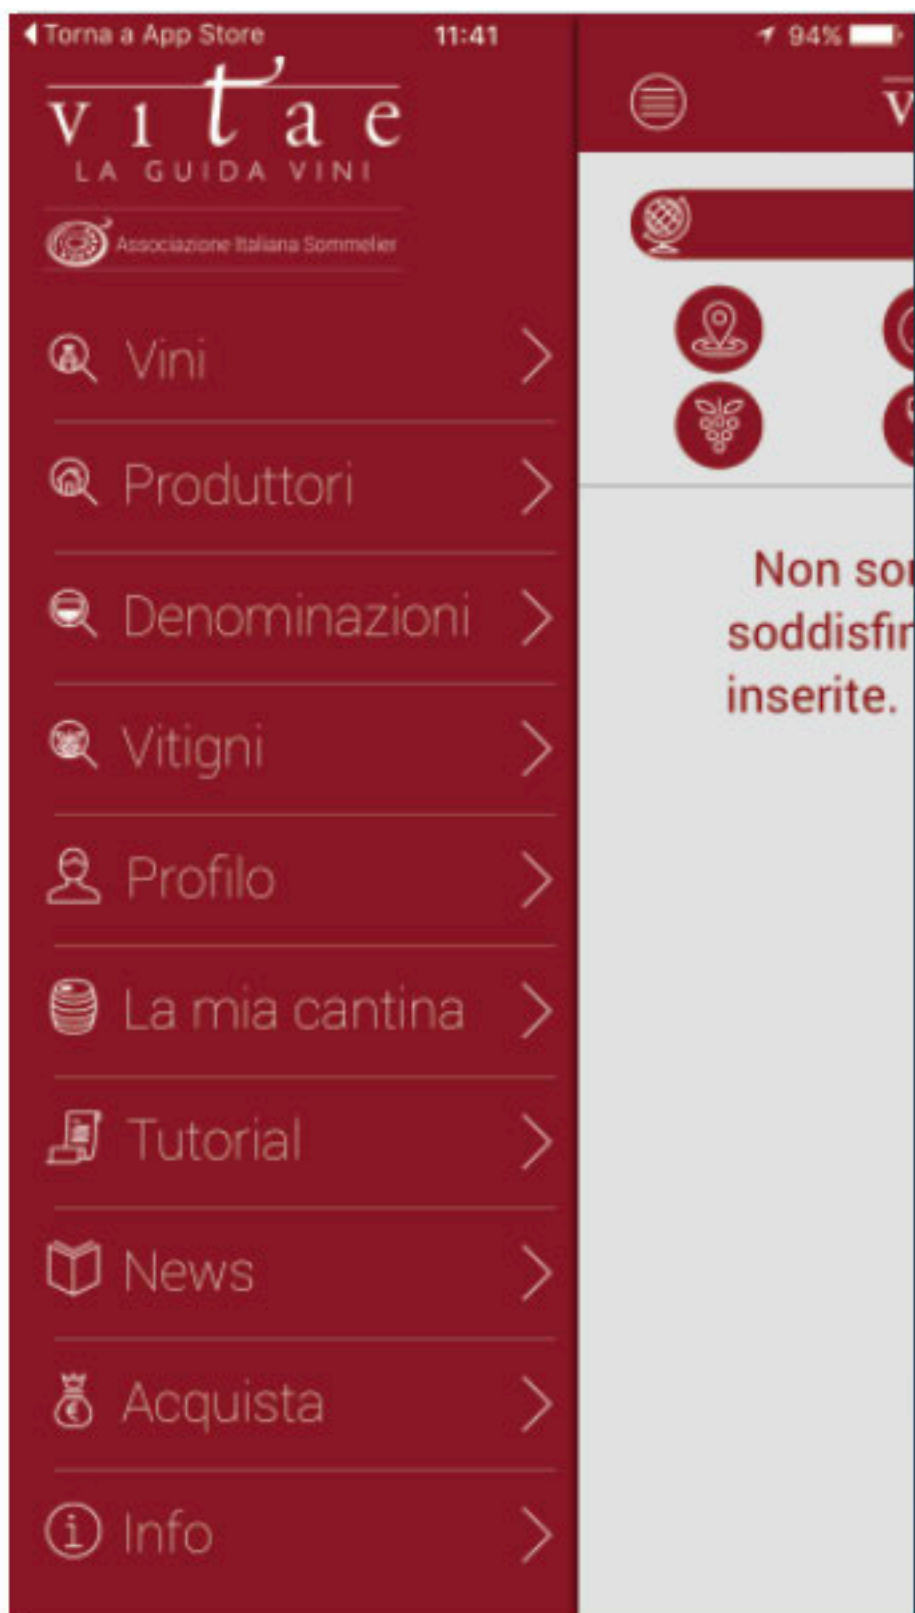 Torna a App Store 11:41 94%
vitae
LA GUIDA VINI
Associazione Italiana Sommelier
Vini
Produttori
Denominazioni
Vitigni
Profilo
La mia cantina
Tutorial
News
Acquista
Info
v
Non so
soddisfi
inserite.